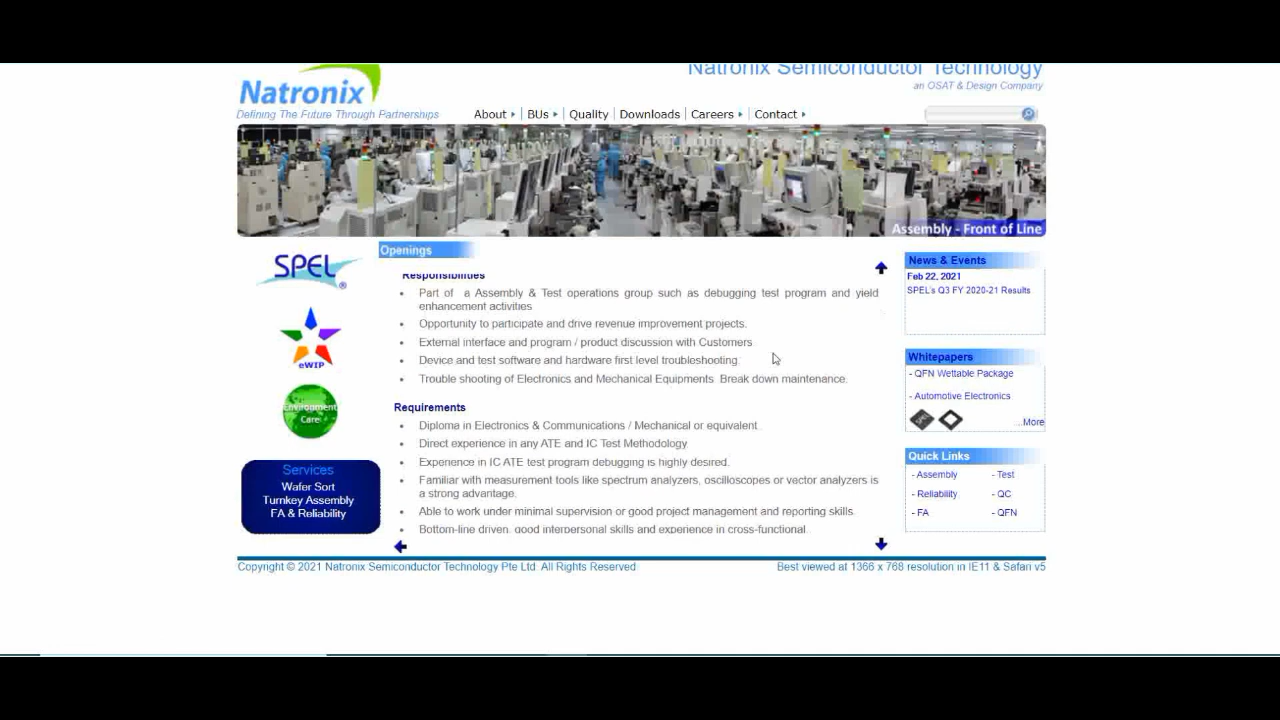 Natronix Semiconductor Technology
Natronix
an OSAT & Design Company
Defining The Future Through Partnerships
About BUs Quality Downloads Careers Contact
Assembly - Front of Line
Openings
SPEL
®
eWIP
Environment
Care
Services
Wafer Sort
Turnkey Assembly
FA & Reliability
Responsibilities
• Part of a Assembly & Test operations group such as debugging test program and yield
enhancement activities
• Opportunity to participate and drive revenue improvement projects.
• External interface and program / product discussion with Customers
• Device and test software and hardware first level troubleshooting.
• Trouble shooting of Electronics and Mechanical Equipments Break down maintenance.
Requirements
• Diploma in Electronics & Communications / Mechanical or equivalent
• Direct experience in any ATE and IC Test Methodology
• Experience in IC ATE test program debugging is highly desired.
• Familiar with measurement tools like spectrum analyzers, oscilloscopes or vector analyzers is
a strong advantage.
• Able to work under minimal supervision or good project management and reporting skills.
• Bottom-line driven, good interpersonal skills and experience in cross-functional
News & Events
Feb 22, 2021
SPEL's Q3 FY 2020-21 Results
Whitepapers
- QFN Wettable Package
- Automotive Electronics
...More
Quick Links
- Assembly - Test
- Reliability - QC
- FA - QFN
Copyright © 2021 Natronix Semiconductor Technology Pte Ltd All Rights Reserved
Best viewed at 1366 x 768 resolution in IE11 & Safari v5